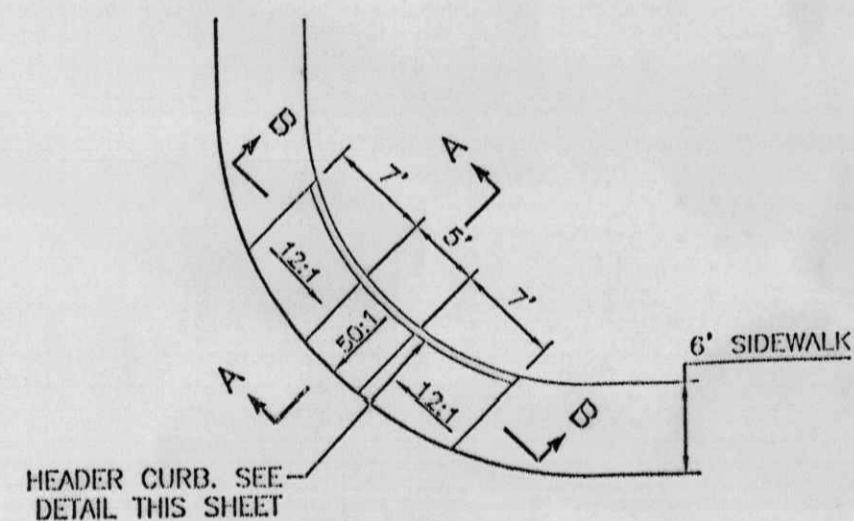 B
A
7'
5'
7'
12:1
50:1
12:1
6' SIDEWALK
A
B
HEADER CURB. SEE
DETAIL THIS SHEET